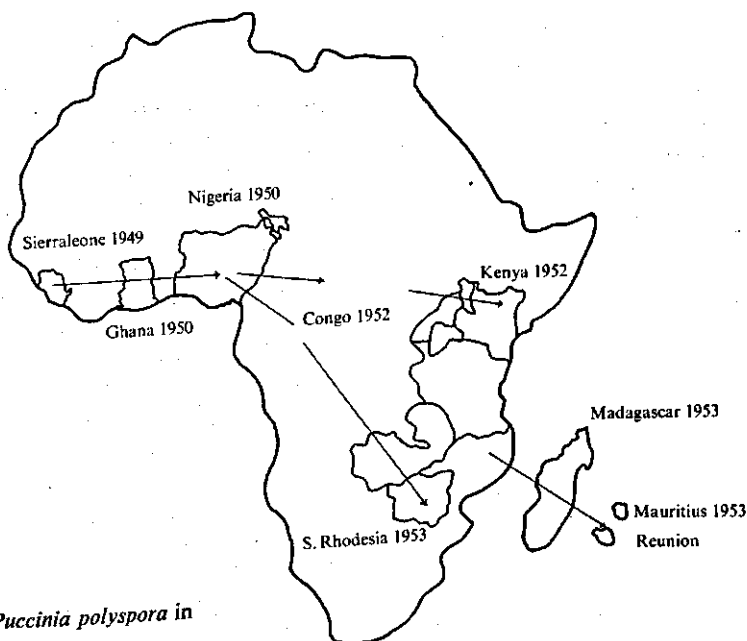 Nigeria 1950
Sierraleone 1949
Kenya 1952
Ghana 1950
Congo 1952
Madagascar 1953
Mauritius 1953
S. Rhodesia 1953
Reunion
Puccinia polyspora in